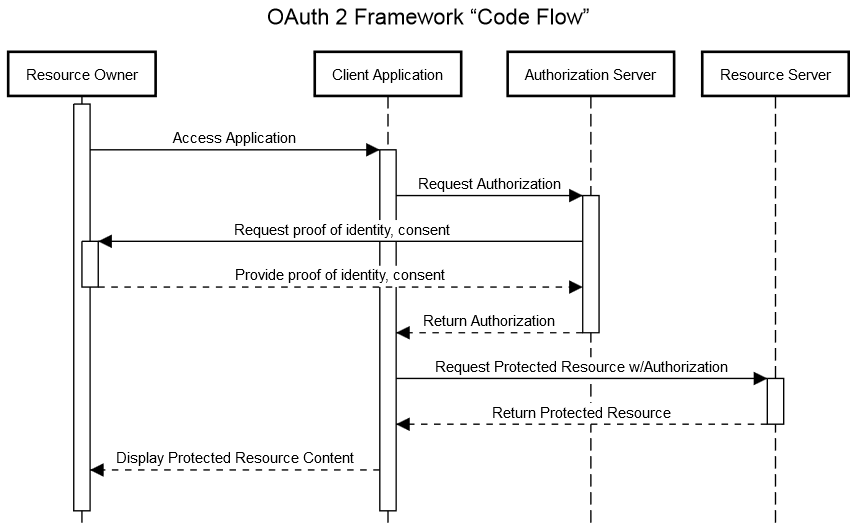 OAuth 2 Framework “Code Flow”
Resource Owner
Client Application
Authorization Server
Resource Server
Access Application
Request Authorization
Request proof of identity, consent
Provide proof of identity, consent
Return Authorization
Request Protected Resource w/Authorization
Return Protected Resource
Display Protected Resource Content